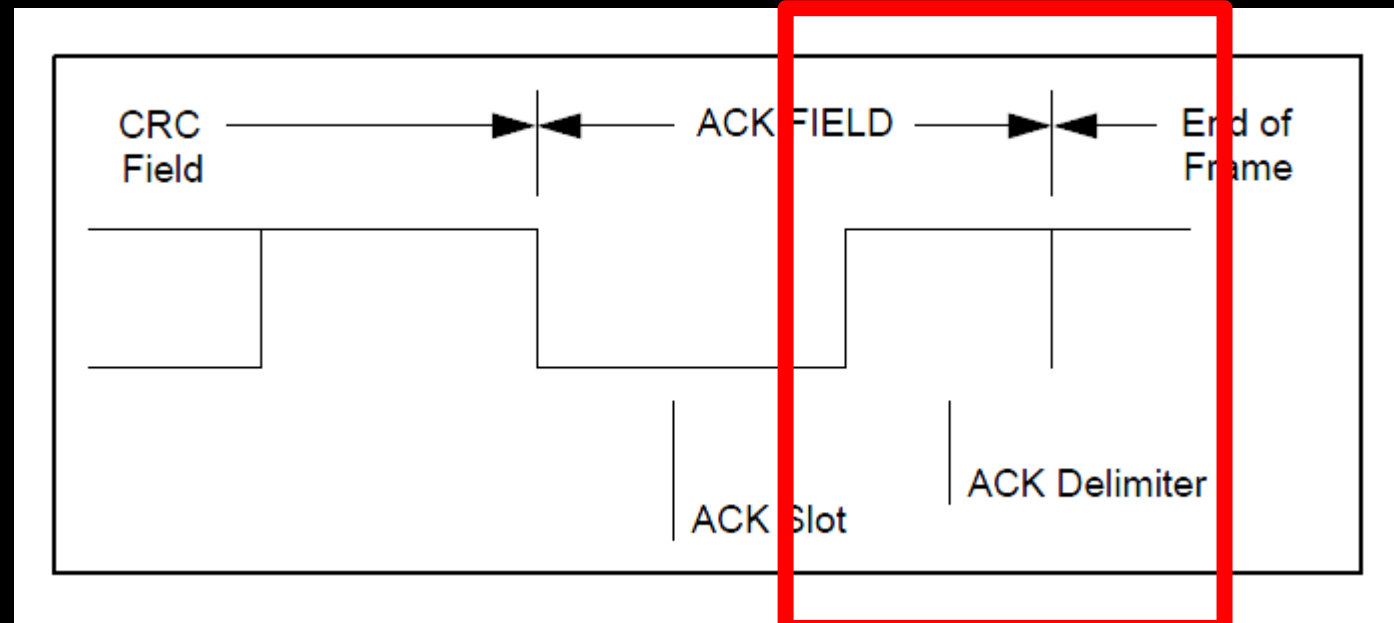 CRC
Field
ACK FIELD
End of
Frame
ACK Delimiter
ACK Slot